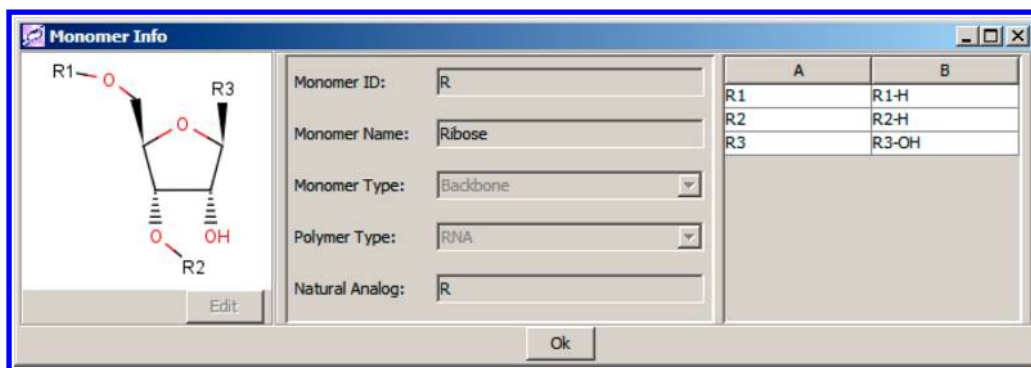 Monomer Info
R1
O
R3
O
O
OH
R2
Edit
Monomer ID: R
Monomer Name: Ribose
Monomer Type: Backbone
Polymer Type: RNA
Natural Analog: R
A B
R1 R1-H
R2 R2-H
R3 R3-OH
Ok